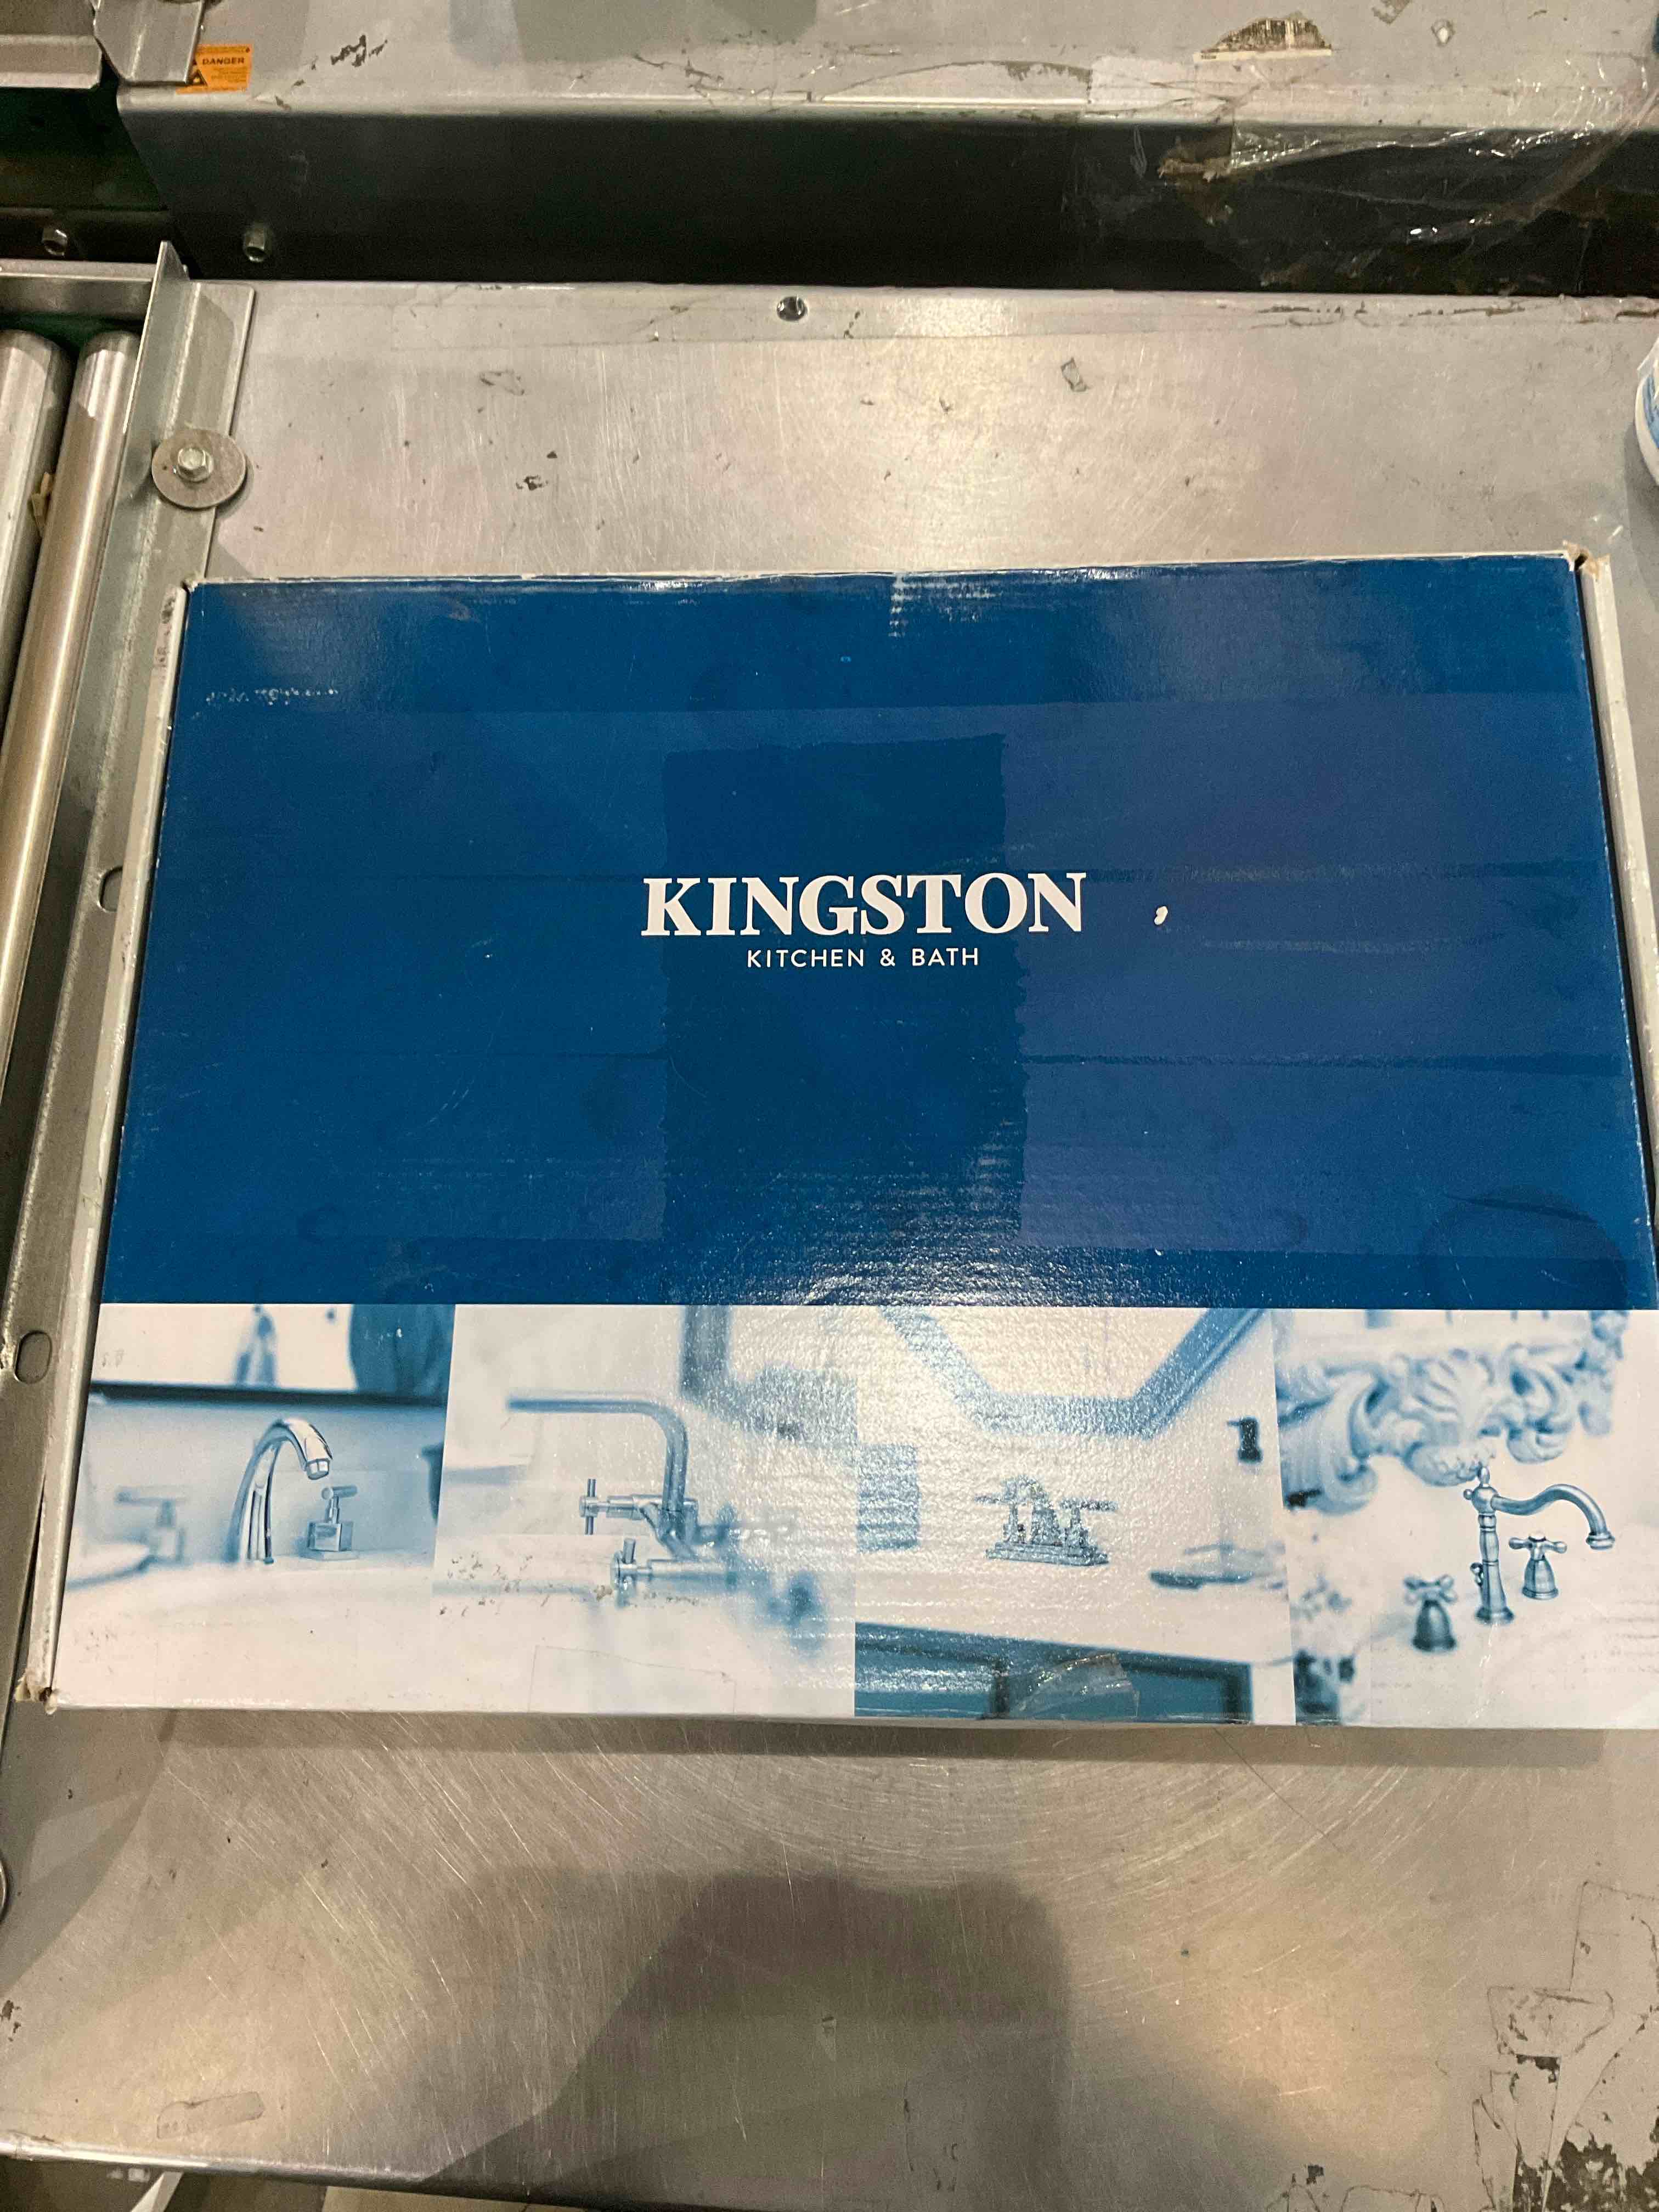 DANGER
KINGSTON
KITCHEN & BATH